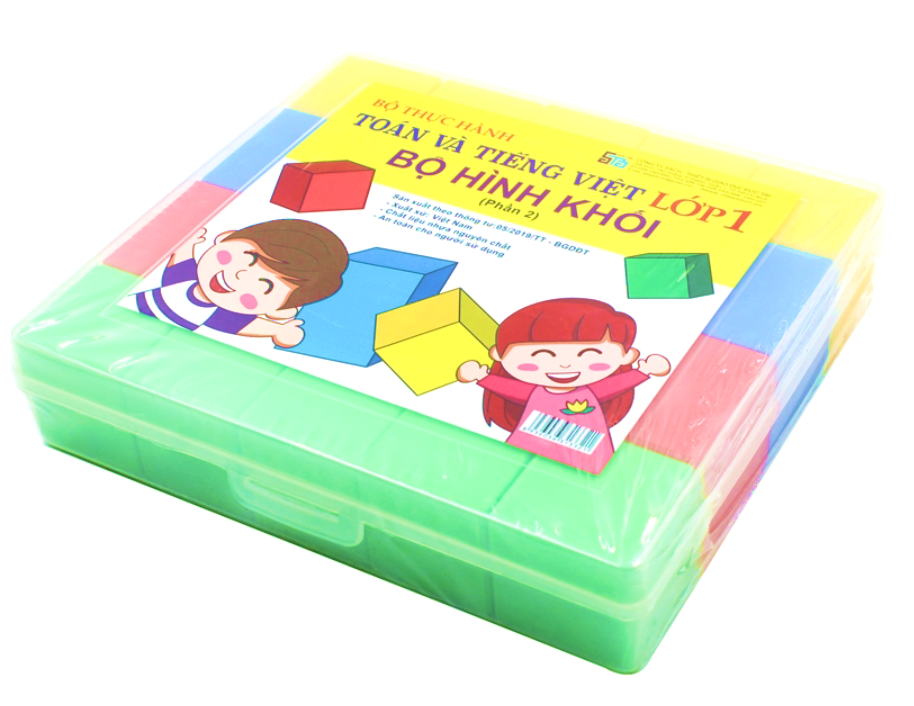 BỘ THỰC HÀNH
TOÁN VÀ TIẾNG VIỆT LỚP 1
BỘ HÌNH KHỐI
(Phần 2)
Sản xuất theo thông tư:05/2019/TT - BGDĐT
- Xuất xứ: Việt Nam
- Chất liệu nhựa nguyên chất
- An toàn cho người sử dụng